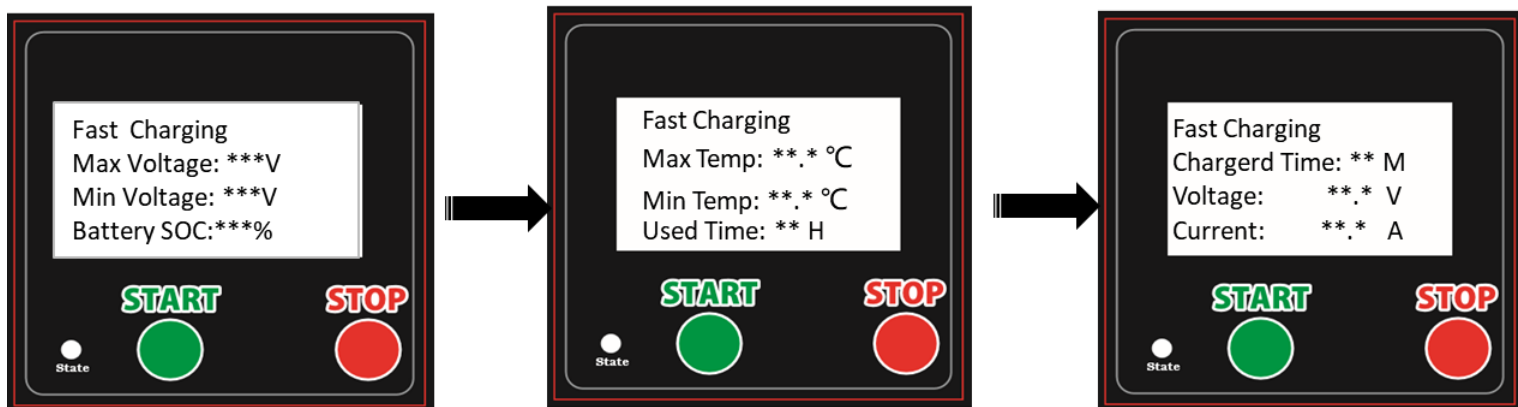 Fast Charging
Max Voltage: ***V
Min Voltage: ***V
Battery SOC:***%
START
STOP
State
Fast Charging
Max Temp: **.* ℃
Min Temp: **.* ℃
Used Time: ** H
START
STOP
State
Fast Charging
Chargerd Time: ** M
Voltage: **.* V
Current: **.* A
START
STOP
State